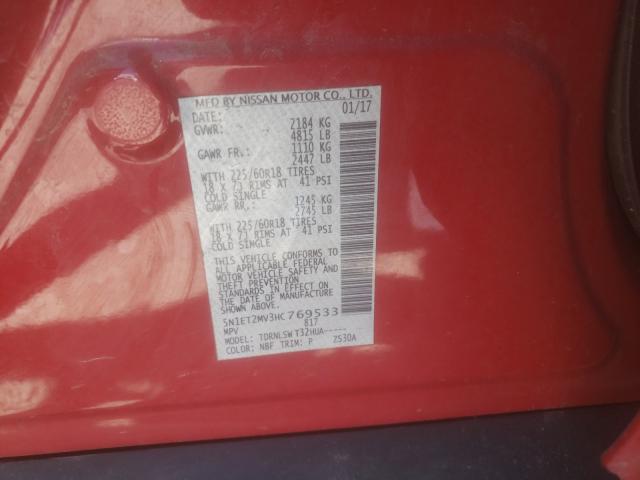 MFD BY NISSAN MOTOR CO., LTD.
DATE: 01/17
GVWR: 2184 KG
4815 LB
GAWR FR.: 1110 KG
2447 LB
WITH 225/60R18 TIRES
18 X 7J RIMS AT 41 PSI
COLD SINGLE
GAWR RR.: 1245 KG
2745 LB
WITH 225/60R18 TIRES
18 X 7J RIMS AT 41 PSI
COLD SINGLE
THIS VEHICLE CONFORMS TO
ALL APPLICABLE FEDERAL
MOTOR VEHICLE SAFETY AND
THEFT PREVENTION
STANDARDS IN EFFECT ON
THE DATE OF MANUFACTURE SHOWN
ABOVE.
5N1ET2MV3HC769533
MPV 817
MODEL: TDRNLSW T32HUA-----
COLOR: NBF TRIM: P ZS30A